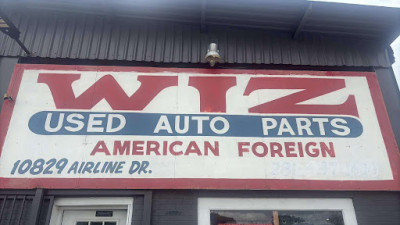 WIZ
USED AUTO PARTS
AMERICAN FOREIGN
10829 AIRLINE DR.